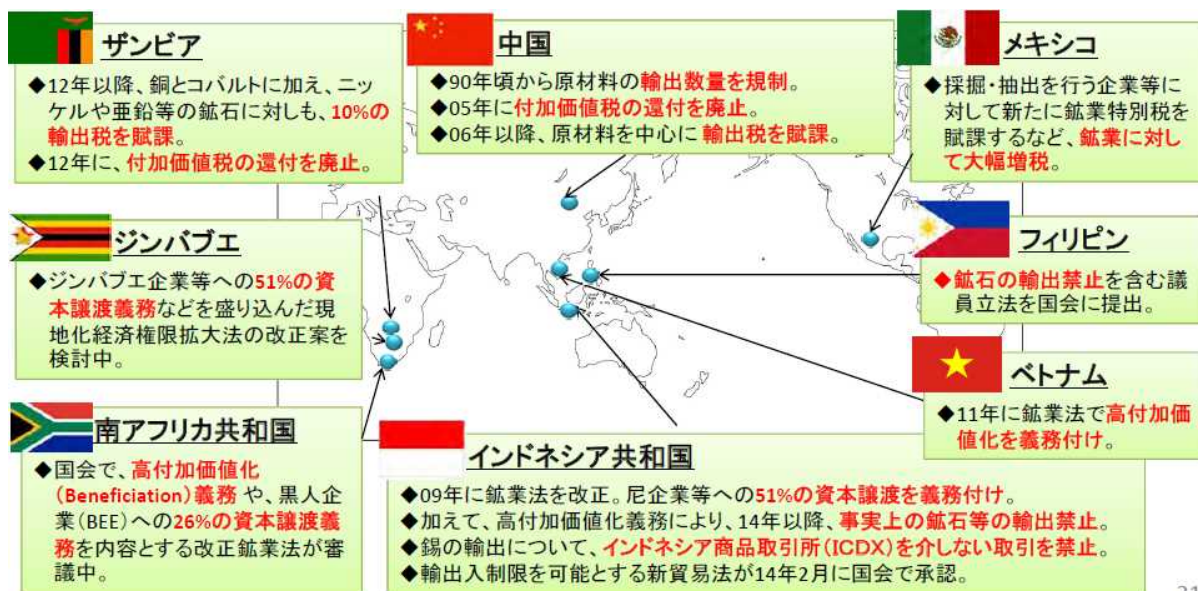 ザンビア
◆12年以降、銅とコバルトに加え、ニッ
ケルや亜鉛等の鉱石に対しも、10%の
輸出税を賦課。
◆12年に、付加価値税の還付を廃止。
中国
◆90年頃から原材料の輸出数量を規制。
◆05年に付加価値税の還付を廃止。
◆06年以降、原材料を中心に輸出税を賦課。
メキシコ
◆採掘・抽出を行う企業等に
対して新たに鉱業特別税を
賦課するなど、鉱業に対し
て大幅増税。
ジンバブエ
◆ジンバブエ企業等への51%の資
本譲渡義務などを盛り込んだ現
地化経済権限拡大法の改正案を
検討中。
フィリピン
◆鉱石の輸出禁止を含む議
員立法を国会に提出。
ベトナム
◆11年に鉱業法で高付加価
値化を義務付け。
南アフリカ共和国
◆国会で、高付加価値化
(Beneficiation)義務 や、黒人企
業(BEE)への26%の資本譲渡義
務を内容とする改正鉱業法が審
議中。
インドネシア共和国
◆09年に鉱業法を改正。尼企業等への51%の資本譲渡を義務付け。
◆加えて、高付加価値化義務により、14年以降、事実上の鉱石等の輸出禁止。
◆錫の輸出について、インドネシア商品取引所(ICDX)を介しない取引を禁止。
◆輸出入制限を可能とする新貿易法が14年2月に国会で承認。